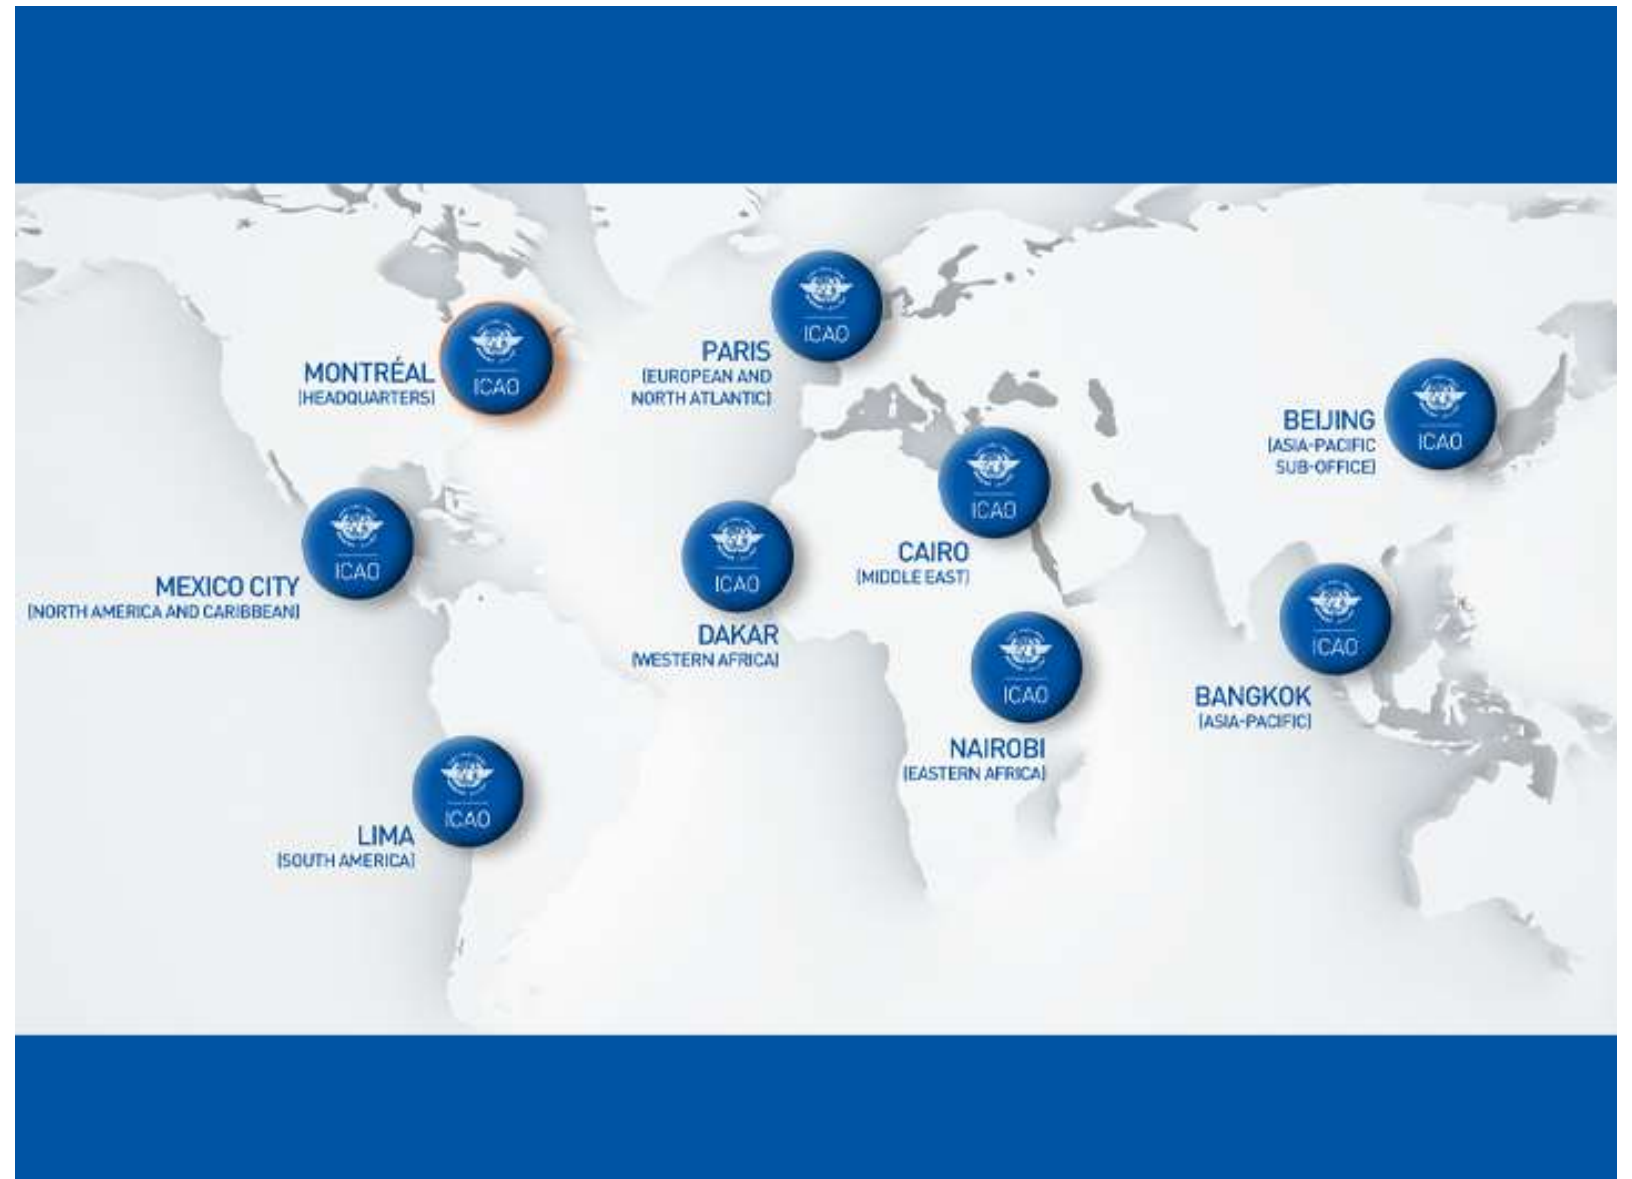 ICAO
PARIS
(EUROPEAN AND
NORTH ATLANTIC)
ICAO
MONTRÉAL
(HEADQUARTERS)
ICAO
BEIJING
(ASIA-PACIFIC
SUB-OFFICE)
ICAO
ICAO
CAIRO
(MIDDLE EAST)
ICAO
MEXICO CITY
(NORTH AMERICA AND CARIBBEAN)
ICAO
DAKAR
(WESTERN AFRICA)
ICAO
BANGKOK
(ASIA-PACIFIC)
ICAO
NAIROBI
(EASTERN AFRICA)
ICAO
LIMA
(SOUTH AMERICA)